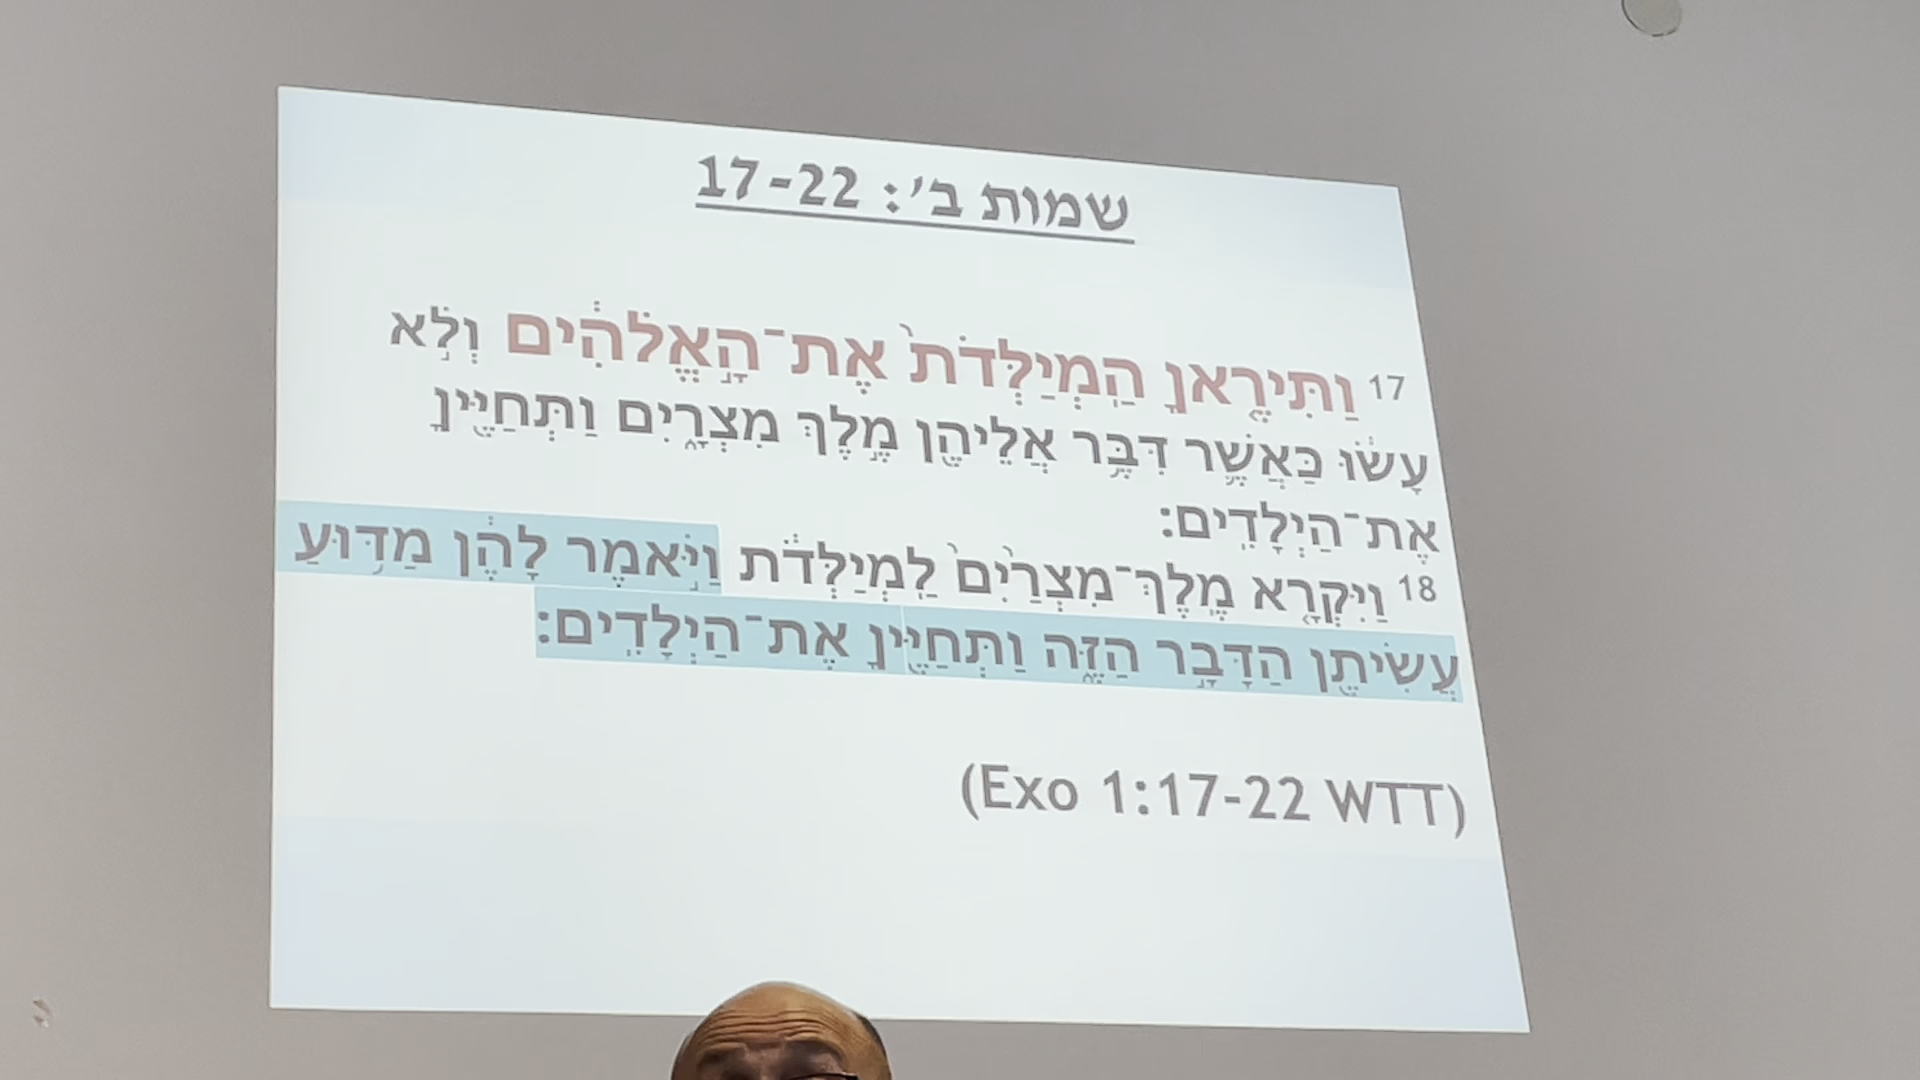 שמות ב׳: 17-22
17 וַתִּירֶ֤אןָ הַֽמְיַלְּדֹת֙ אֶת־הָ֣אֱלֹהִ֔ים וְלֹ֣א
עָשׂ֔וּ כַּאֲשֶׁ֛ר דִּבֶּ֥ר אֲלֵיהֶ֖ן מֶ֣לֶךְ מִצְרָ֑יִם וַתְּחַיֶּ֖יןָ
אֶת־הַיְלָדִֽים׃
18 וַיִּקְרָ֤א מֶֽלֶךְ־מִצְרַ֙יִם֙ לַֽמְיַלְּדֹ֔ת וַיֹּ֣אמֶר לָהֶ֔ן מַדּ֥וּעַ
עֲשִׂיתֶ֖ן הַדָּבָ֣ר הַזֶּ֑ה וַתְּחַיֶּ֖יןָ אֶת־הַיְלָדִֽים׃
(Exo 1:17-22 WTT)